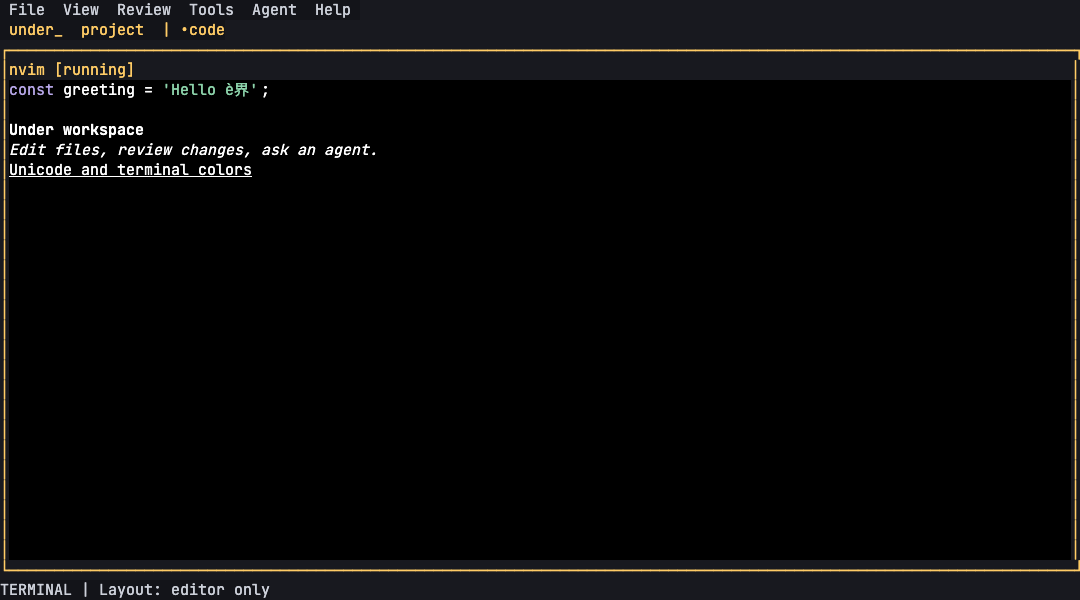 File  View  Review  Tools  Agent  Help
under_  project  | •code
nvim [running]
const greeting = 'Hello è界';
Under workspace
Edit files, review changes, ask an agent.
Unicode and terminal colors
TERMINAL | Layout: editor only